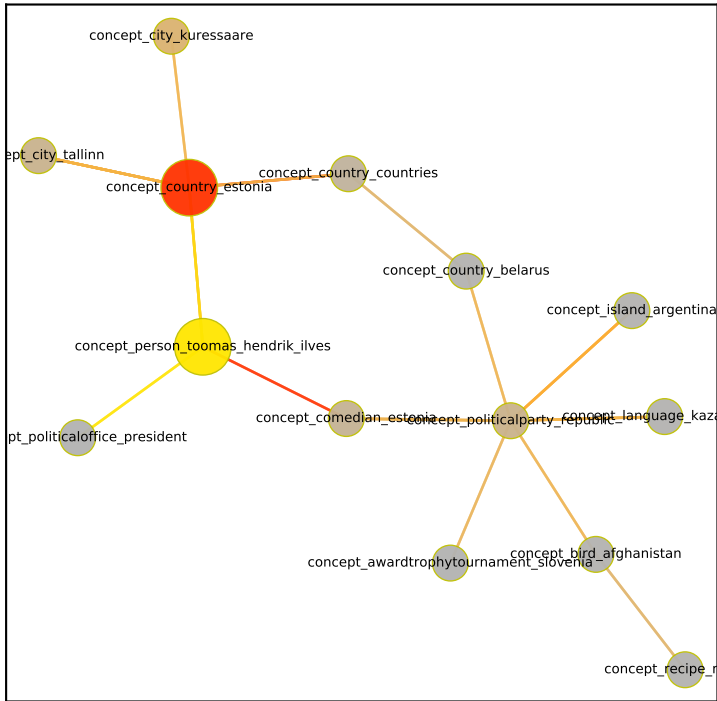 concept_city_kuressaare
ept_city_tallinn
concept_country_countries
concept_country_estonia
concept_country_belarus
concept_island_argentina
concept_person_toomas_hendrik_ilves
concept_comedian_estonia
concept_politicalparty_republic
concept_language_kaza
pt_politicaloffice_president
concept_bird_afghanistan
concept_awardtrophytournament_slovenia
concept_recipe_r